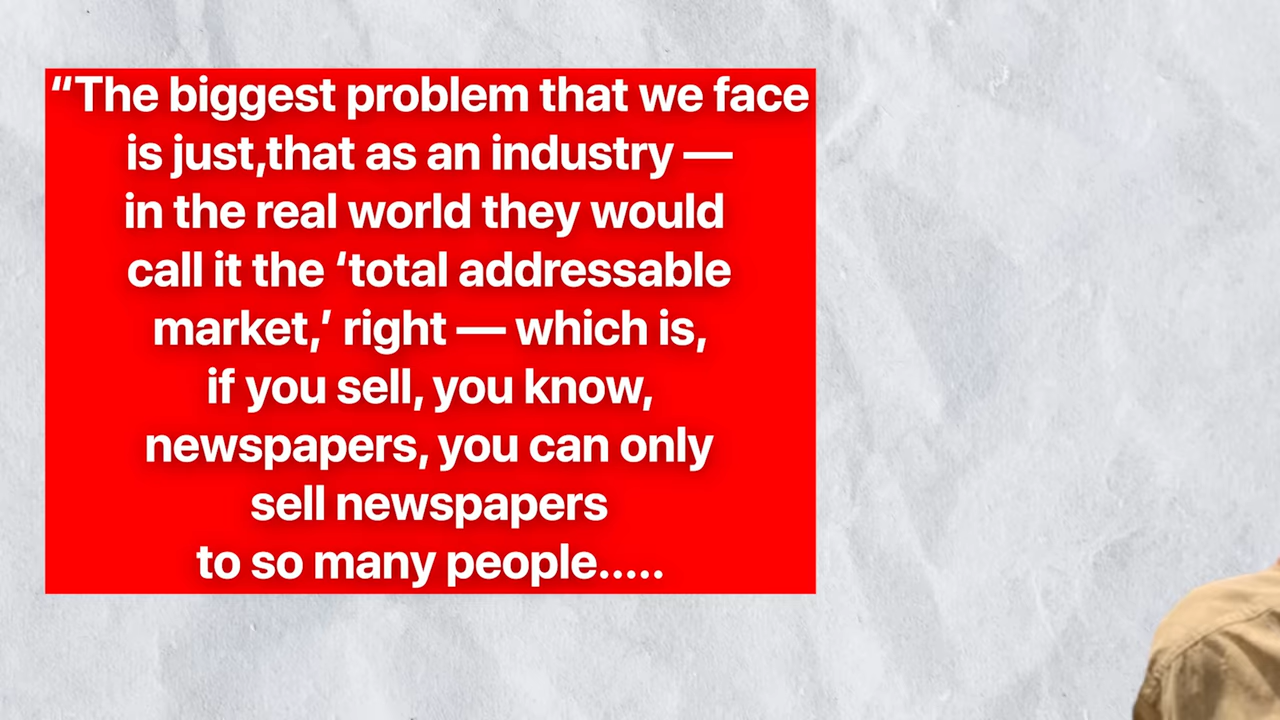 “The biggest problem that we face
is just,that as an industry —
in the real world they would
call it the ‘total addressable
market,’ right — which is,
if you sell, you know,
newspapers, you can only
sell newspapers
to so many people.....